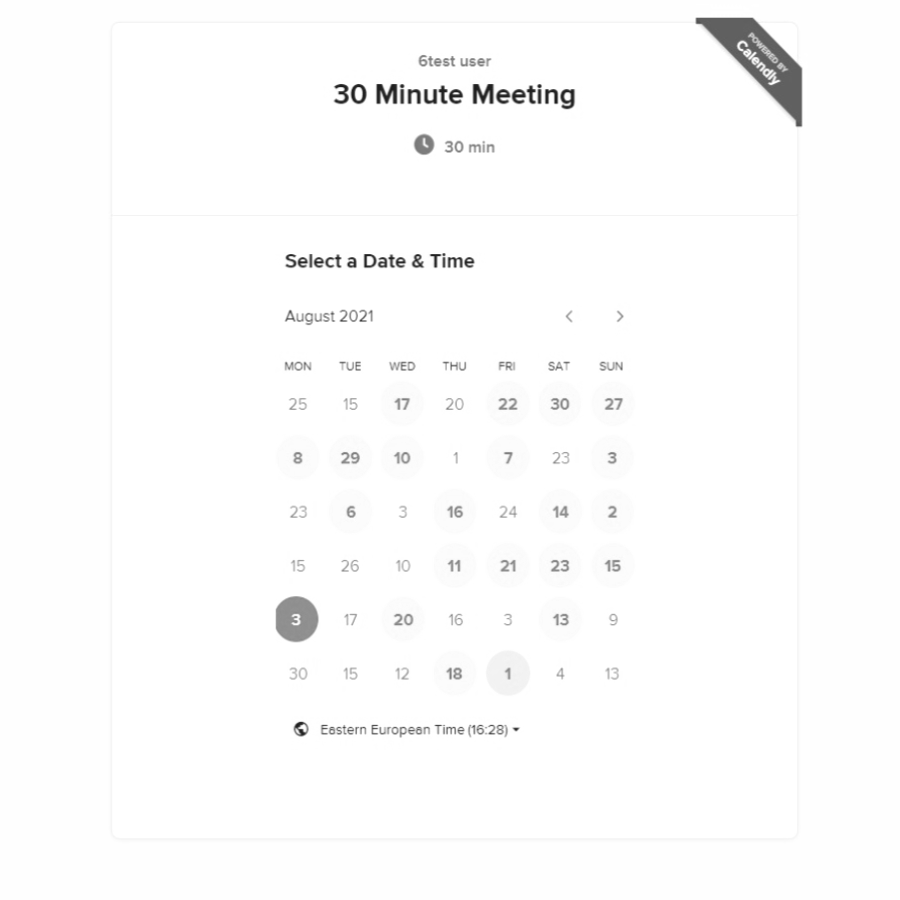 POWERED BY
Calendly
6test user
30 Minute Meeting
30 min
Select a Date & Time
August 2021
MON TUE WED THU FRI SAT SUN
25 15 17 20 22 30 27
8 29 10 1 7 23 3
23 6 3 16 24 14 2
15 26 10 11 21 23 15
3 17 20 16 3 13 9
30 15 12 18 1 4 13
Eastern European Time (16:28)